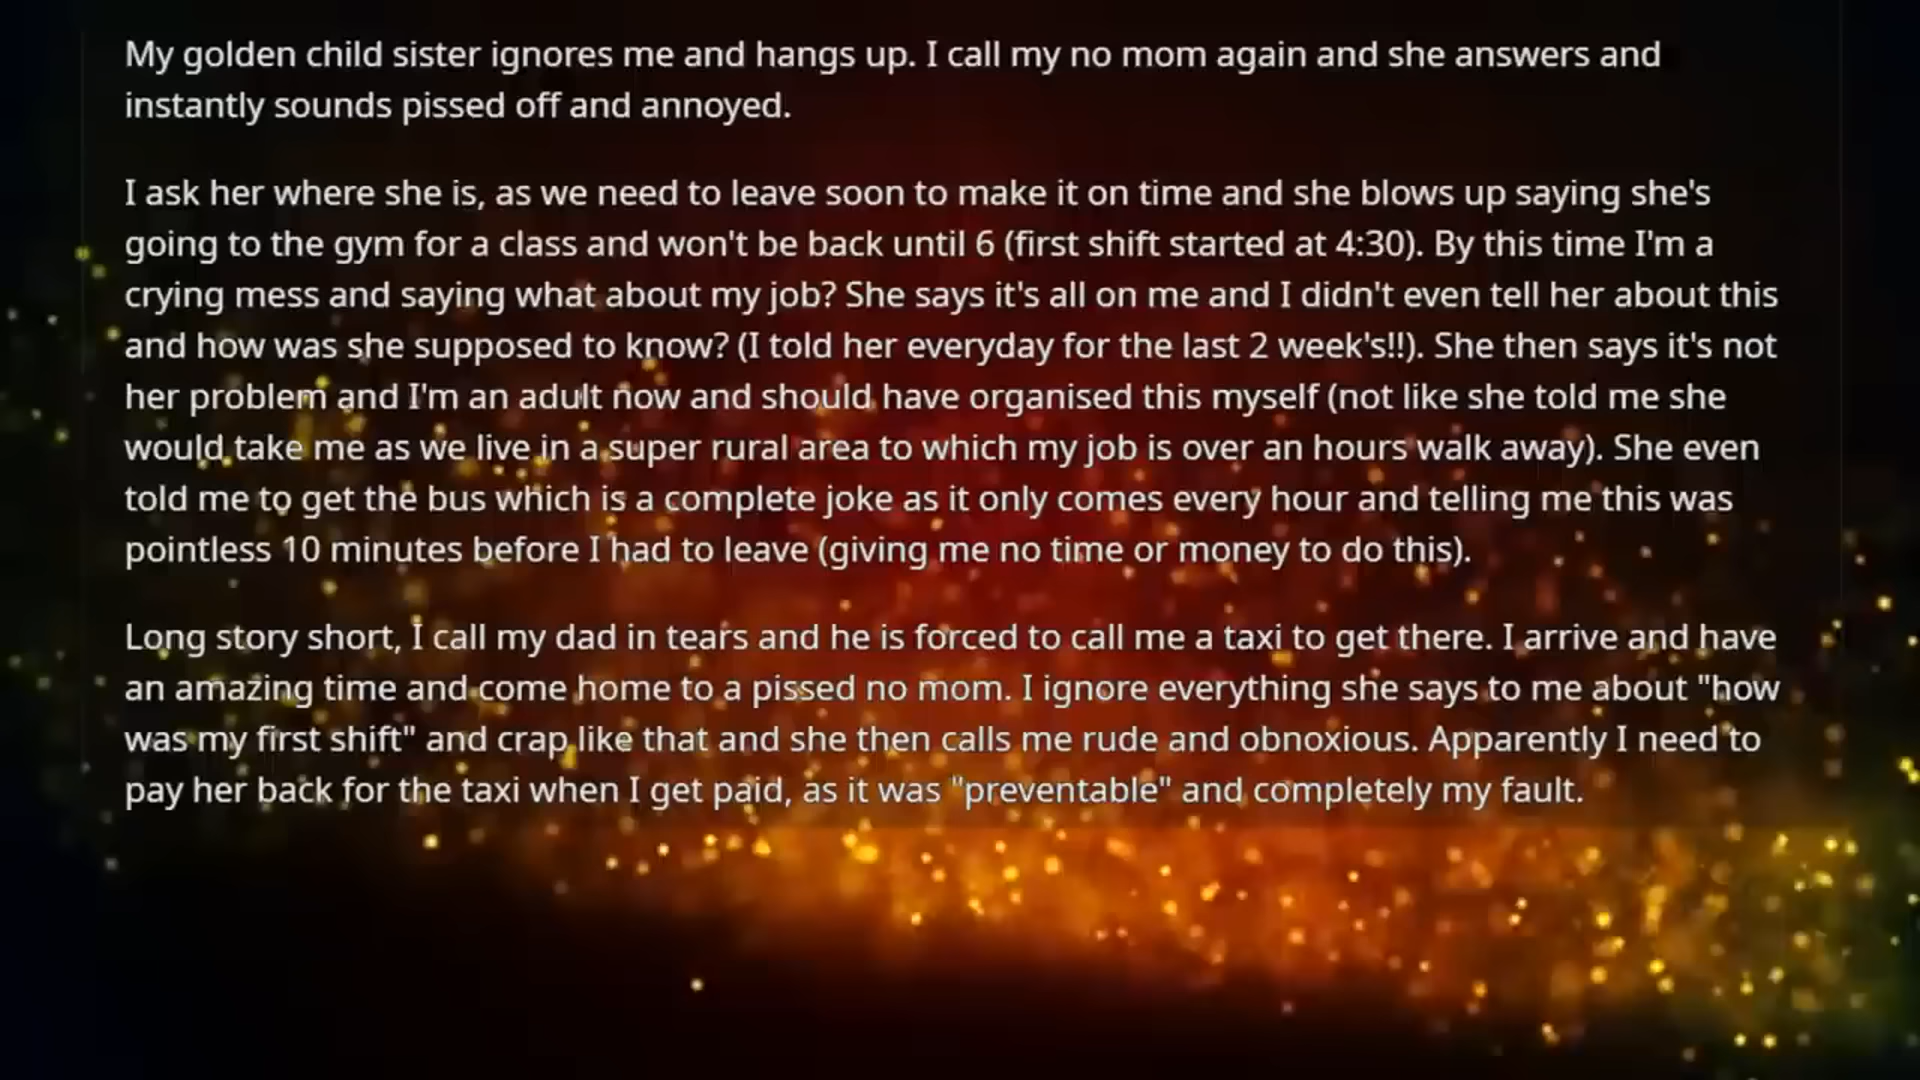 My golden child sister ignores me and hangs up. I call my no mom again and she answers and
instantly sounds pissed off and annoyed.
I ask her where she is, as we need to leave soon to make it on time and she blows up saying she's
going to the gym for a class and won't be back until 6 (first shift started at 4:30). By this time I'm a
crying mess and saying what about my job? She says it's all on me and I didn't even tell her about this
and how was she supposed to know? (I told her everyday for the last 2 week's!!). She then says it's not
her problem and I'm an adult now and should have organised this myself (not like she told me she
would take me as we live in a super rural area to which my job is over an hours walk away). She even
told me to get the bus which is a complete joke as it only comes every hour and telling me this was
pointless 10 minutes before I had to leave (giving me no time or money to do this).
Long story short, I call my dad in tears and he is forced to call me a taxi to get there. I arrive and have
an amazing time and come home to a pissed no mom. I ignore everything she says to me about "how
was my first shift" and crap like that and she then calls me rude and obnoxious. Apparently I need to
pay her back for the taxi when I get paid, as it was "preventable" and completely my fault.